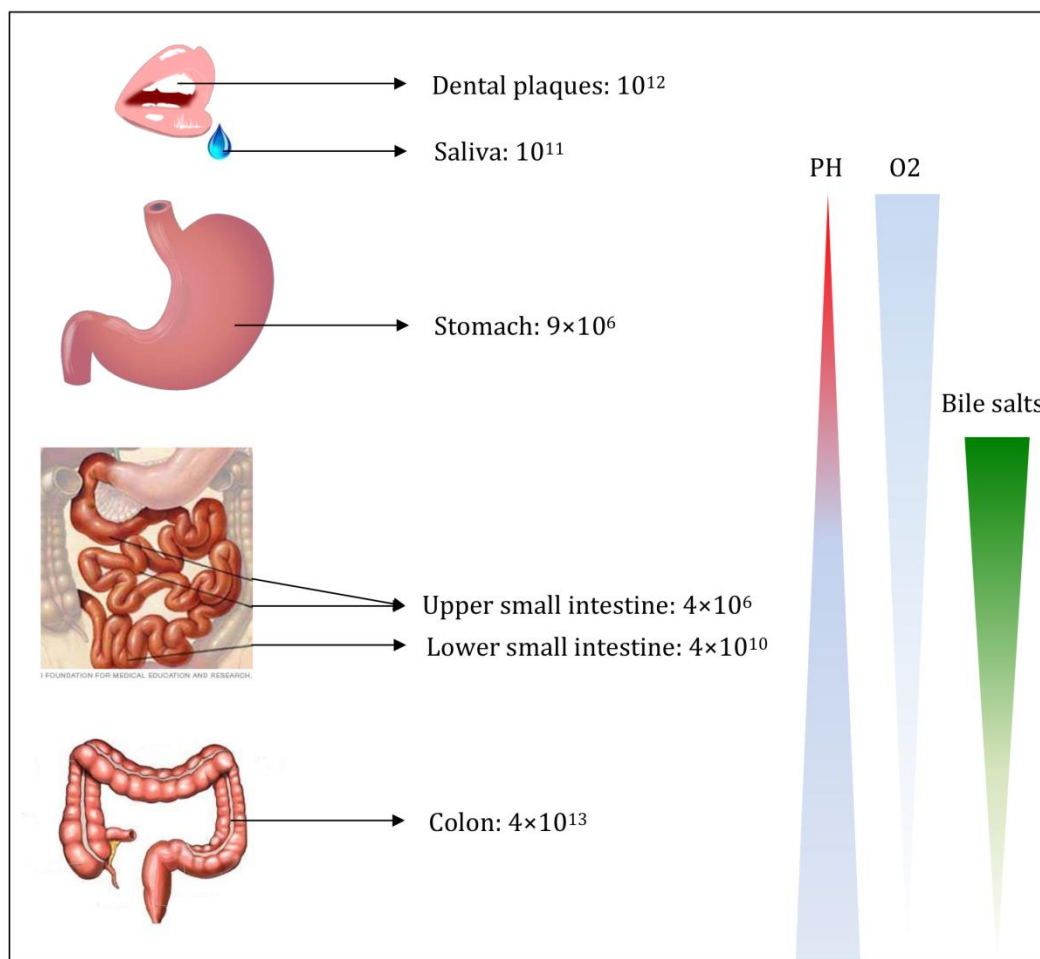 Dental plaques: 10¹²
Saliva: 10¹¹
PH
O2
Stomach: 9×10⁶
Bile salts
Upper small intestine: 4×10⁶
Lower small intestine: 4×10¹⁰
FOUNDATION FOR MEDICAL EDUCATION AND RESEARCH.
Colon: 4×10¹³